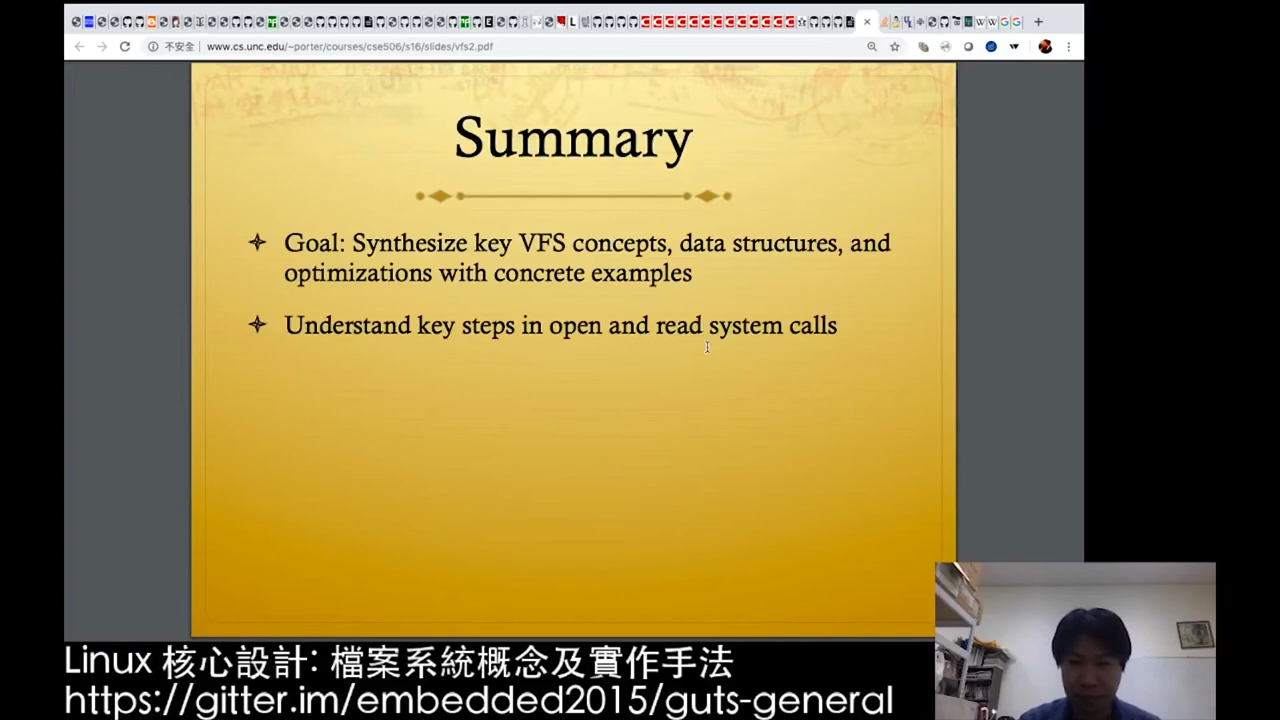 不安全
www.cs.unc.edu/~porter/courses/cse506/s16/slides/vfs2.pdf
Summary
Goal: Synthesize key VFS concepts, data structures, and
optimizations with concrete examples
Understand key steps in open and read system calls
Linux 核心設計: 檔案系統概念及實作手法
https://gitter.im/embedded2015/guts-general